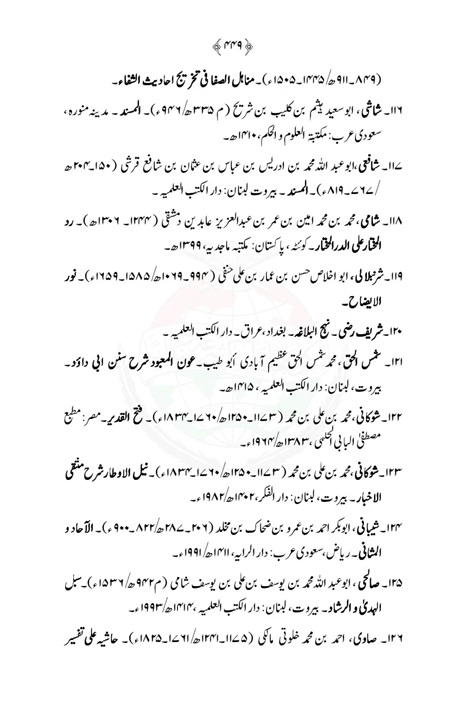 ﴿۴۴۹﴾
(۸۴۹۔۹۱۱ھ/۱۴۴۵۔۱۵۰۵ء)۔ مناہل الصفا فی تخریج احادیث الشفاء۔
۱۱۶۔ شاشی، ابو سعید ہیثم بن کلیب بن شریح (م ۳۳۵ھ/۹۴۶ء)۔ المسند ۔ مدینہ منورہ،
سعودی عرب: مکتبۃ العلوم و الحکم، ۱۴۱۰ھ۔
۱۱۷۔ شافعی، ابو عبد اللہ محمد بن ادریس بن عباس بن عثمان بن شافع قرشی (۱۵۰۔۲۰۴ھ
/۷۶۷۔۸۱۹ء)۔ المسند ۔ بیروت لبنان: دار الکتب العلمیہ ۔
۱۱۸۔ شامی، محمد بن محمد امین بن عمر بن عبدالعزیز عابدین دمشقی (۱۲۴۴۔ ۱۳۰۶ھ)۔ رد
المختار علی الدر المختار۔ کوئٹہ، پاکستان: مکتبہ ماجدیہ، ۱۳۹۹ھ۔
۱۱۹۔ شرنبلالی، ابو اخلاص حسن بن عمار بن علی حنفی (۹۹۴ ۔۱۰۶۹ھ/۱۵۸۵۔۱۶۵۹ء)۔ نور
الایضاح۔
۱۲۰۔ شریف رضی۔ نہج البلاغہ۔ بغداد، عراق۔ دار الکتب العلمیہ ۔
۱۲۱۔ شمس الحق، محمد شمس الحق عظیم آبادی أبو طیب۔ عون المعبود شرح سنن ابی داؤد۔
بیروت، لبنان: دار الکتب العلمیہ، ۱۴۱۵ھ۔
۱۲۲۔ شوکانی، محمد بن علی بن محمد (۱۱۷۳۔۱۲۵۰ھ/۱۷۶۰۔۱۸۳۴ء)۔ فتح القدیر۔ مصر: مطبع
مصطفیٰ البابی الحلبی، ۱۳۸۳ھ/۱۹۶۴ء۔
۱۲۳۔ شوکانی، محمد بن علی بن محمد (۱۱۷۳۔۱۲۵۰ھ/۱۷۶۰۔۱۸۳۴ء)۔ نیل الاوطار شرح منتقی
الاخبار۔ بیروت، لبنان: دار الفکر، ۱۴۰۲ھ/۱۹۸۲ء۔
۱۲۴۔ شیبانی، ابوبکر احمد بن عمرو بن ضحاک بن مخلد (۲۰۶۔۲۸۷ھ/۸۲۲۔۹۰۰ء)۔ الآحاد و
المثانی۔ ریاض، سعودی عرب: دار الرایہ، ۱۴۱۱ھ/۱۹۹۱ء۔
۱۲۵۔ صالحی، ابو عبد اللہ محمد بن یوسف بن علی بن یوسف شامی (م ۹۴۲ھ/۱۵۳۶ء)۔ سبل
الہدیٰ و الرشاد۔ بیروت، لبنان: دار الکتب العلمیہ، ۱۴۱۴ھ/۱۹۹۳ء۔
۱۲۶۔ صاوی، احمد بن محمد خلوتی مالکی (۱۱۷۵۔۱۲۴۱ھ/۱۷۶۱۔۱۸۲۵ء)۔ حاشیہ علی تفسیر